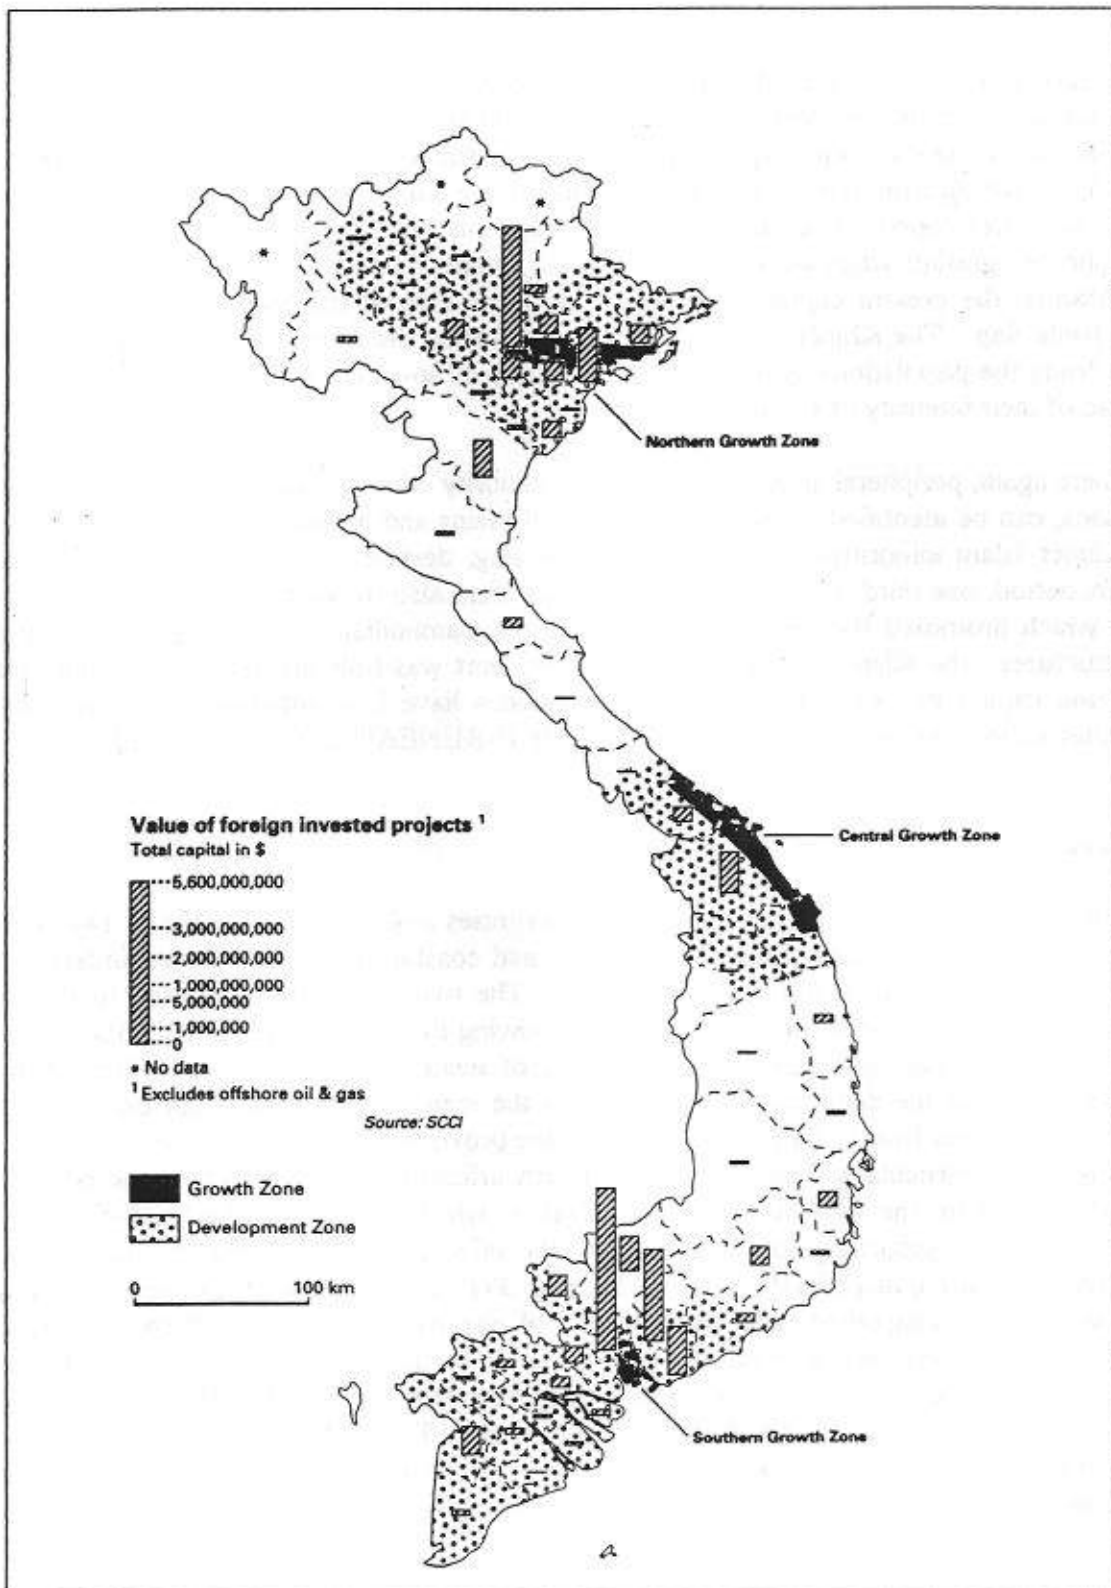 Northern Growth Zone
Central Growth Zone
Value of foreign invested projects ¹
Total capital in $
5,600,000,000
3,000,000,000
2,000,000,000
1,000,000,000
5,000,000
1,000,000
0
* No data
¹ Excludes offshore oil & gas
Source: SCCI
Growth Zone
Development Zone
0 100 km
Southern Growth Zone